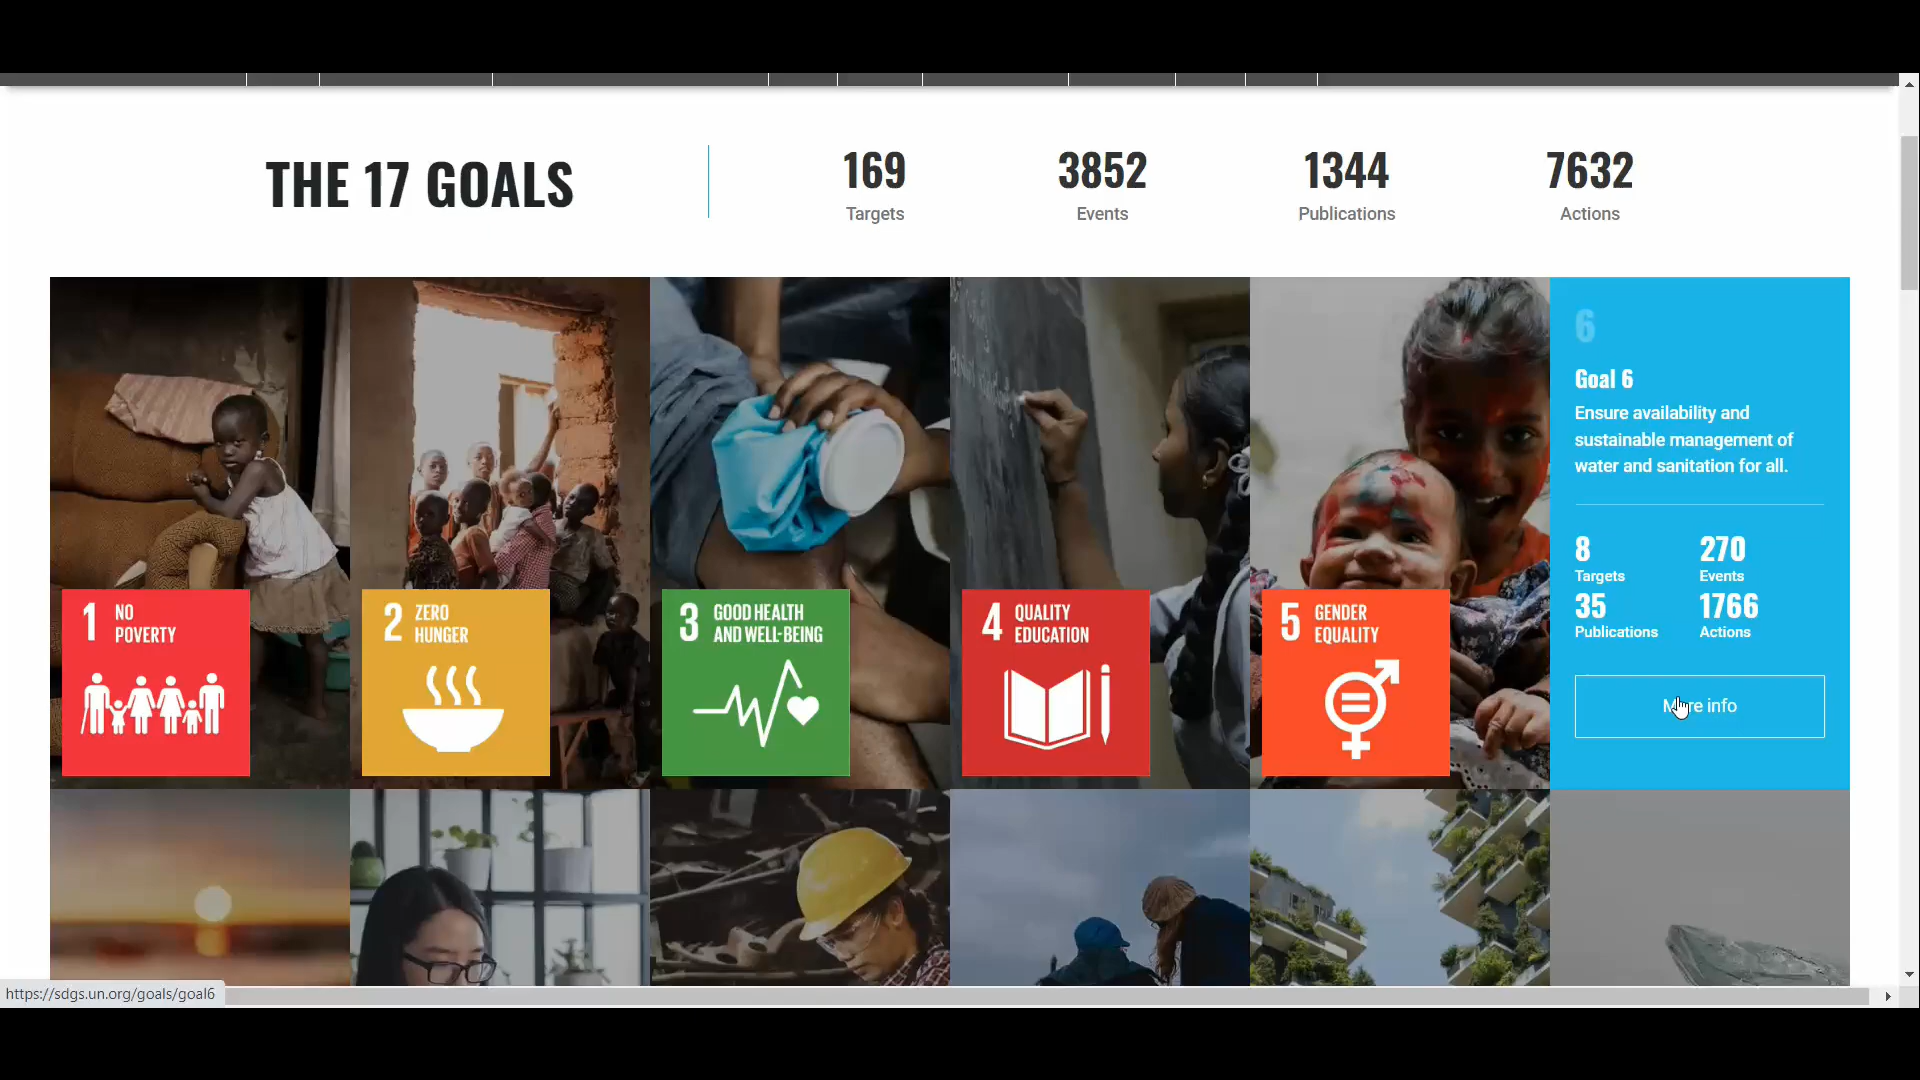 THE 17 GOALS
169
Targets
3852
Events
1344
Publications
7632
Actions
1 NO
POVERTY
2 ZERO
HUNGER
3 GOOD HEALTH
AND WELL-BEING
4 QUALITY
EDUCATION
5 GENDER
EQUALITY
6
Goal 6
Ensure availability and
sustainable management of
water and sanitation for all.
8
Targets
270
Events
35
Publications
1766
Actions
More info
https://sdgs.un.org/goals/goal6